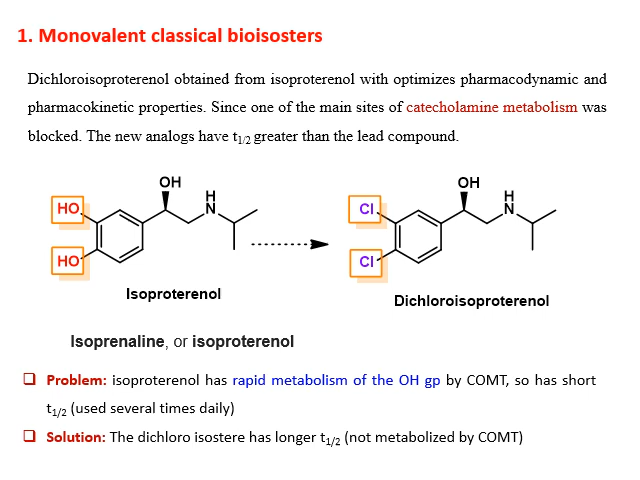 1. Monovalent classical bioisosters
Dichloroisoproterenol obtained from isoproterenol with optimizes pharmacodynamic and
pharmacokinetic properties. Since one of the main sites of catecholamine metabolism was
blocked. The new analogs have t1/2 greater than the lead compound.
OH
H
N
HO
HO
Isoproterenol
OH
H
N
Cl
Cl
Dichloroisoproterenol
Isoprenaline, or isoproterenol
❑ Problem: isoproterenol has rapid metabolism of the OH gp by COMT, so has short
t1/2 (used several times daily)
❑ Solution: The dichloro isostere has longer t1/2 (not metabolized by COMT)